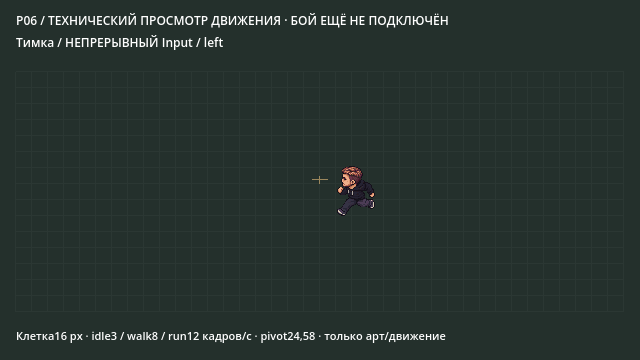 P06 / ТЕХНИЧЕСКИЙ ПРОСМОТР ДВИЖЕНИЯ · БОЙ ЕЩЁ НЕ ПОДКЛЮЧЁН
Тимка / НЕПРЕРЫВНЫЙ Input / left
Клетка16 px · idle3 / walk8 / run12 кадров/с · pivot24,58 · только арт/движение